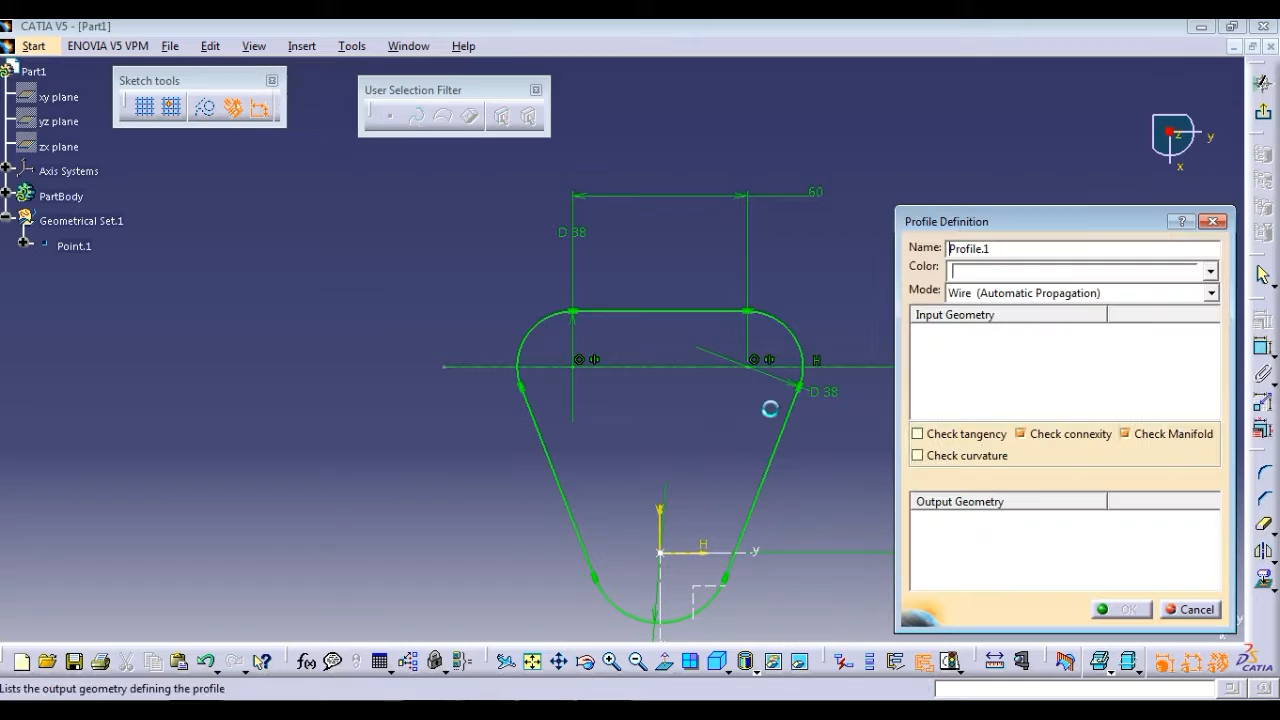 CATIA V5 - [Part1]
Start ENOVIA V5 VPM File Edit View Insert Tools Window Help
Part1
xy plane
yz plane
zx plane
Axis Systems
PartBody
Geometrical Set.1
Point.1
Sketch tools
User Selection Filter
z
y
x
60
D 38
H
D 38
H
y
Profile Definition
?
Name: Profile.1
Color:
Mode: Wire (Automatic Propagation)
Input Geometry
Check tangency Check connexity Check Manifold
Check curvature
Output Geometry
OK Cancel
f(x)
CATIA
Lists the output geometry defining the profile